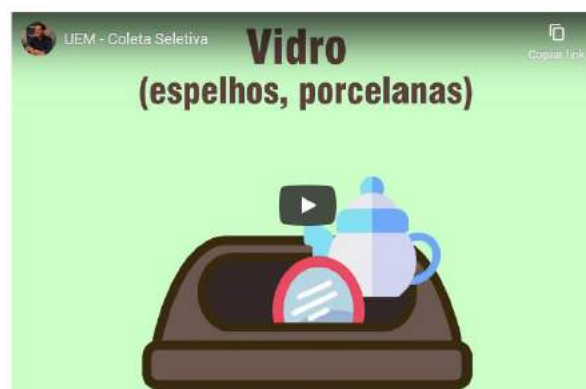 UEM - Coleta Seletiva
Copiar link
Vidro
(espelhos, porcelanas)